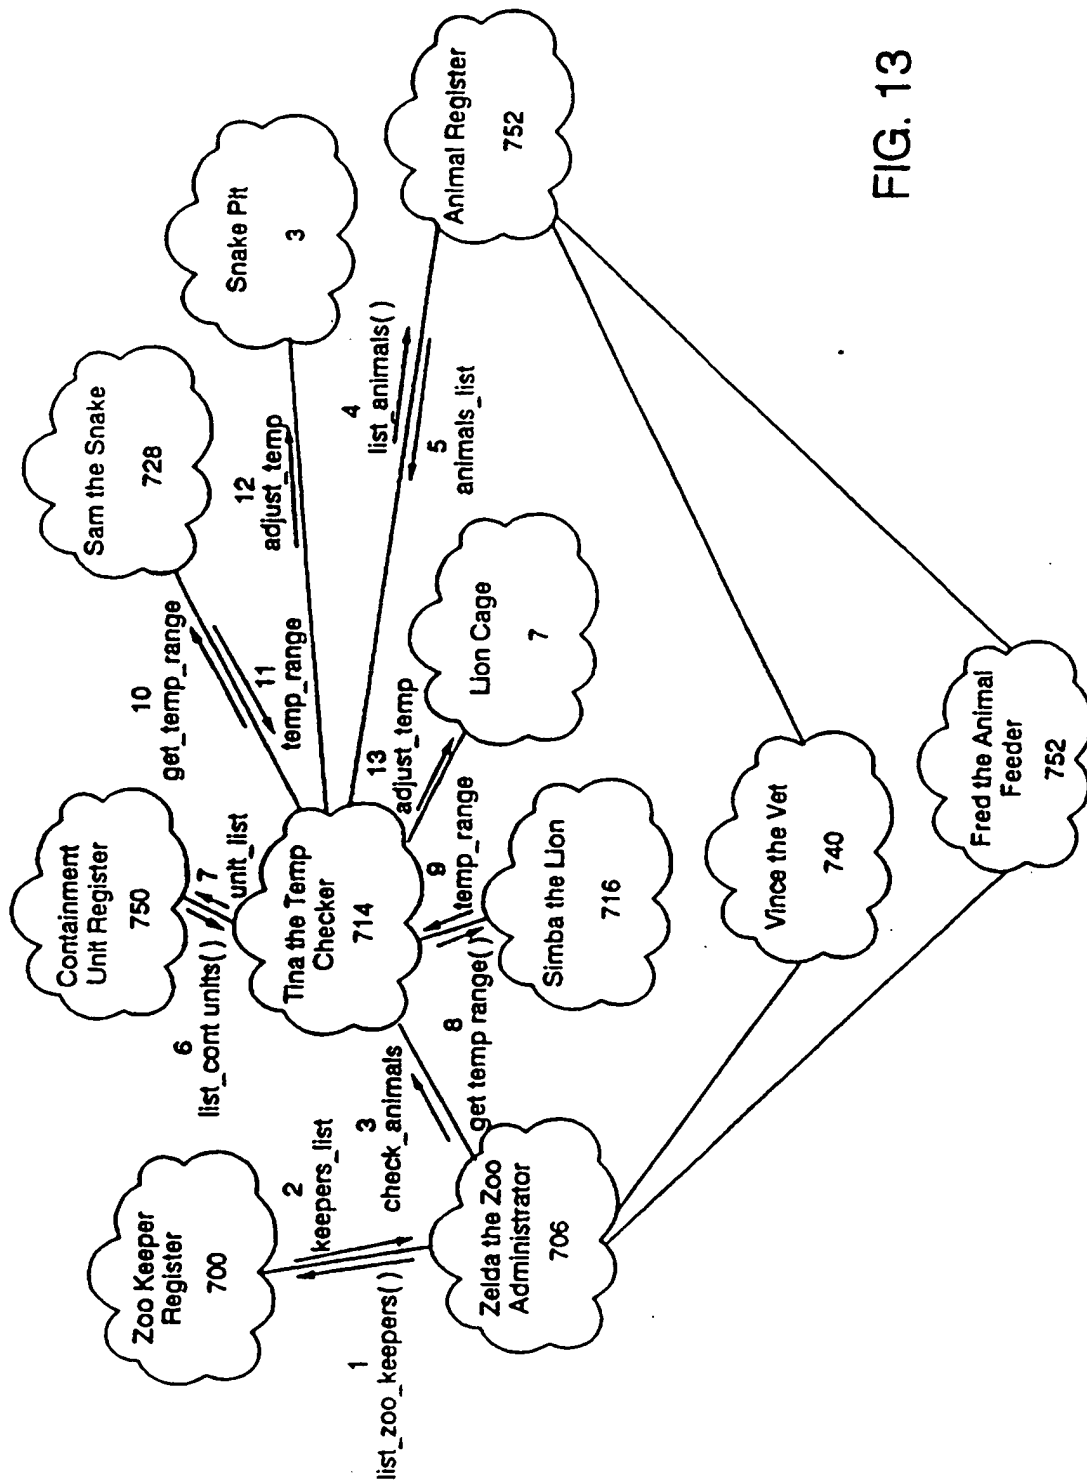 Zoo Keeper
Register
700
1
list_zoo_keepers( )
2
keepers_list
Zelda the Zoo
Administrator
706
3
check_animals
Containment
Unit Register
750
6
list_cont units( )
7
unit_list
Tina the Temp
Checker
714
8
get temp range( )
9
temp_range
Simba the Lion
716
10
get_temp_range
11
temp_range
Sam the Snake
728
12
adjust_temp
Snake Pit
3
13
adjust_temp
Lion Cage
7
4
list_animals( )
5
animals_list
Animal Register
752
Vince the Vet
740
Fred the Animal
Feeder
752
FIG. 13